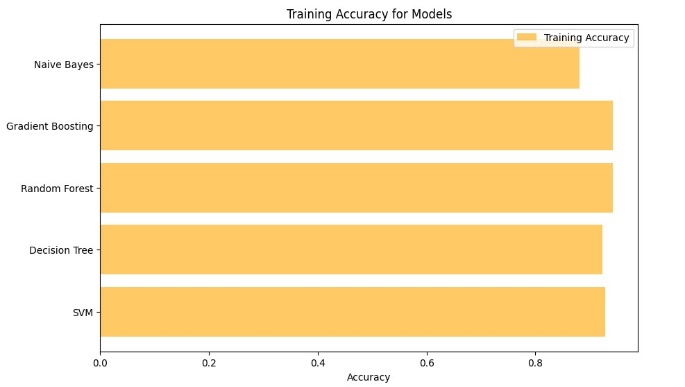 Training Accuracy for Models
Training Accuracy
Naive Bayes
Gradient Boosting
Random Forest
Decision Tree
SVM
0.0 0.2 0.4 0.6 0.8
Accuracy